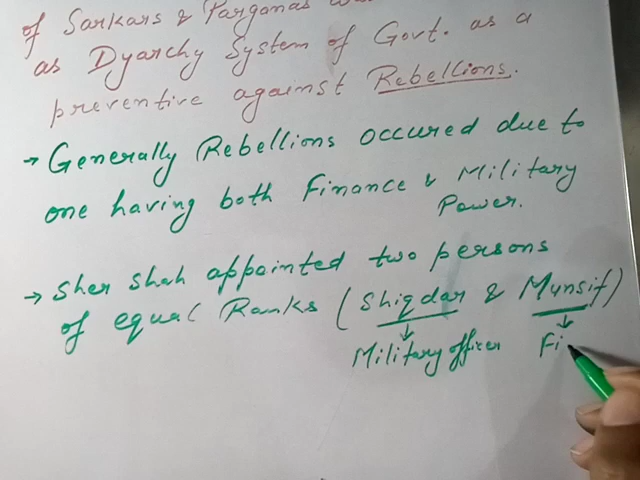 of Sarkars & Parganas
as Dyarchy System of Govt. as a
preventive against Rebellions.
→ Generally Rebellions occured due to
one having both Finance & Military
Power.
→ Sher Shah appointed two persons
of equal Ranks (Shiqdar & Munsif)
Military officer Fi